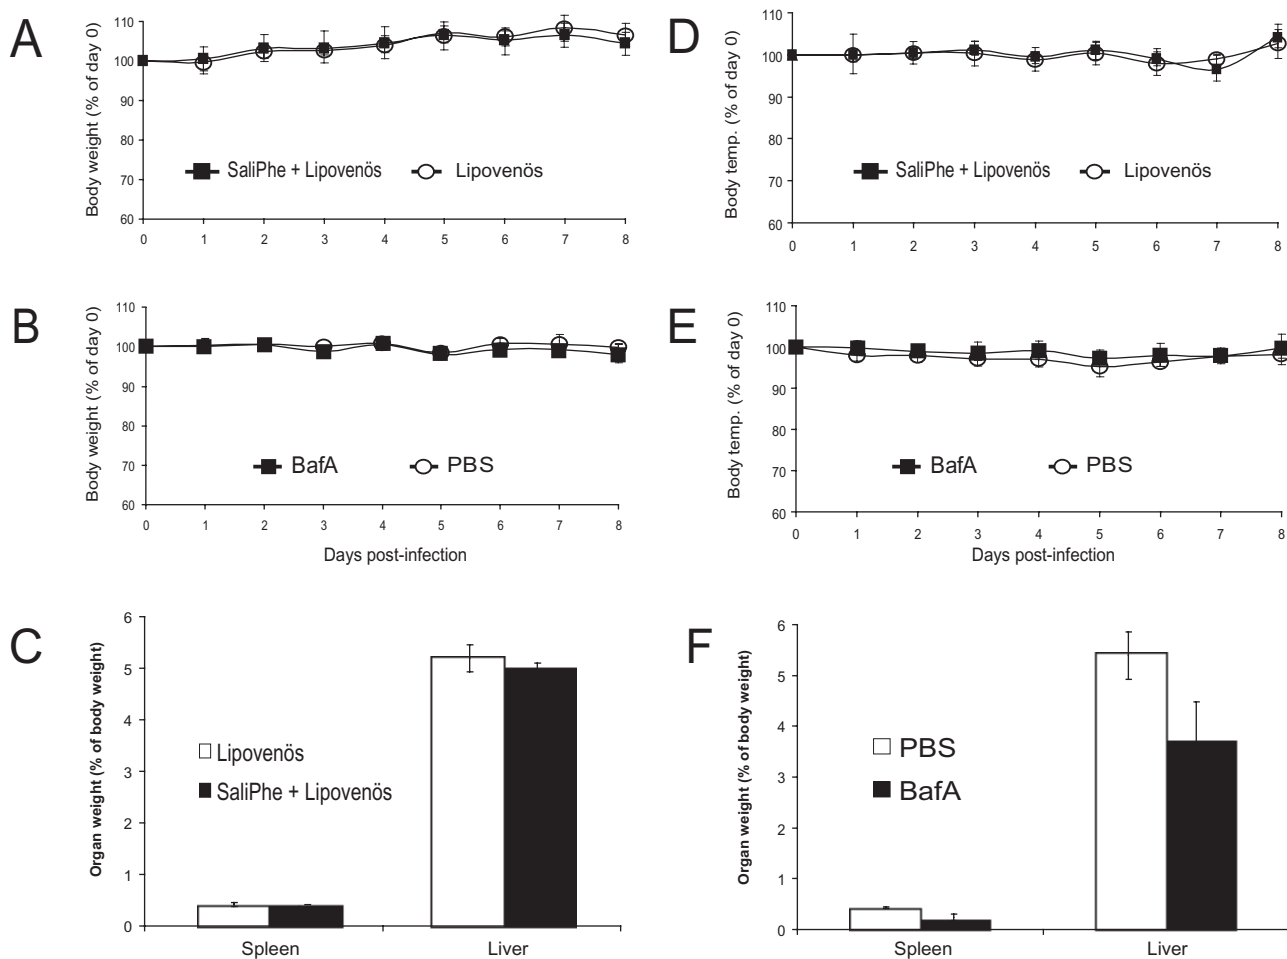 A
Body weight (% of day 0)
110
100
90
80
70
60
SaliPhe + Lipovenös
Lipovenös
0 1 2 3 4 5 6 7 8
D
Body temp. (% of day 0)
110
100
90
80
70
60
SaliPhe + Lipovenös
Lipovenös
0 1 2 3 4 5 6 7 8
B
Body weight (% of day 0)
110
100
90
80
70
60
BafA
PBS
0 1 2 3 4 5 6 7 8
Days post-infection
E
Body temp. (% of day 0)
110
100
90
80
70
60
BafA
PBS
0 1 2 3 4 5 6 7 8
Days post-infection
C
Organ weight (% of body weight)
6
5
4
3
2
1
0
Lipovenös
SaliPhe + Lipovenös
Spleen Liver
F
Organ weight (% of body weight)
6
5
4
3
2
1
0
PBS
BafA
Spleen Liver